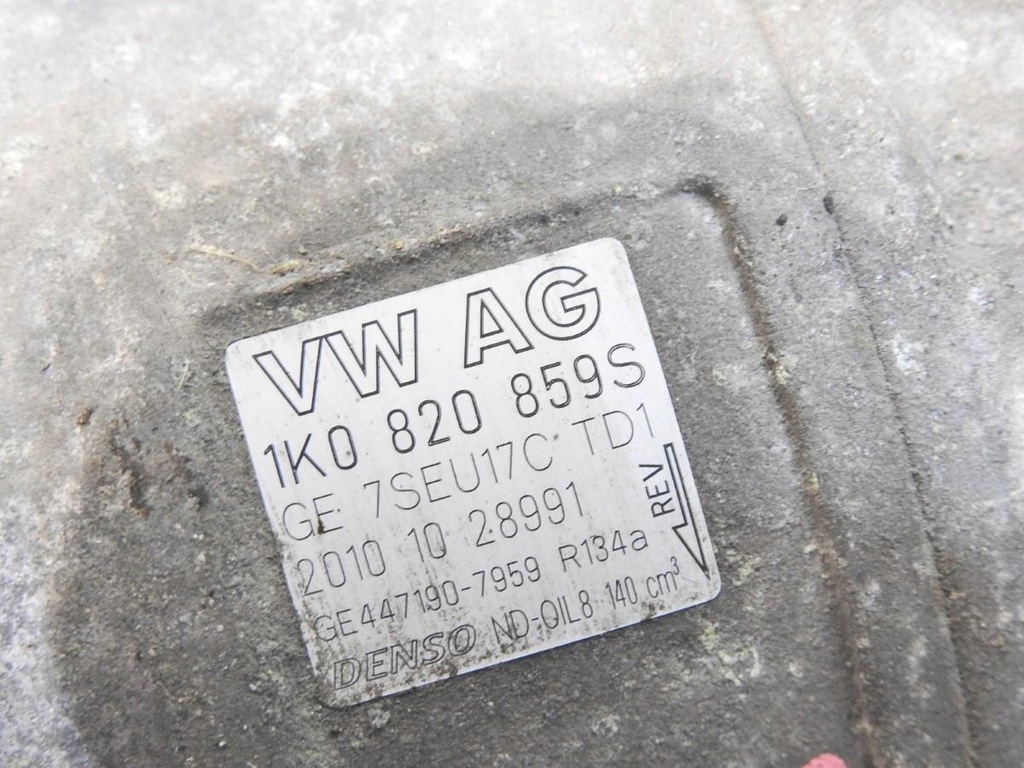 VW AG
1K0 820 859S
GE 7SEU17C TD1
2010 10 28991
GE447190-7959 R134a
DENSO ND-OIL8 140 cm³
REV